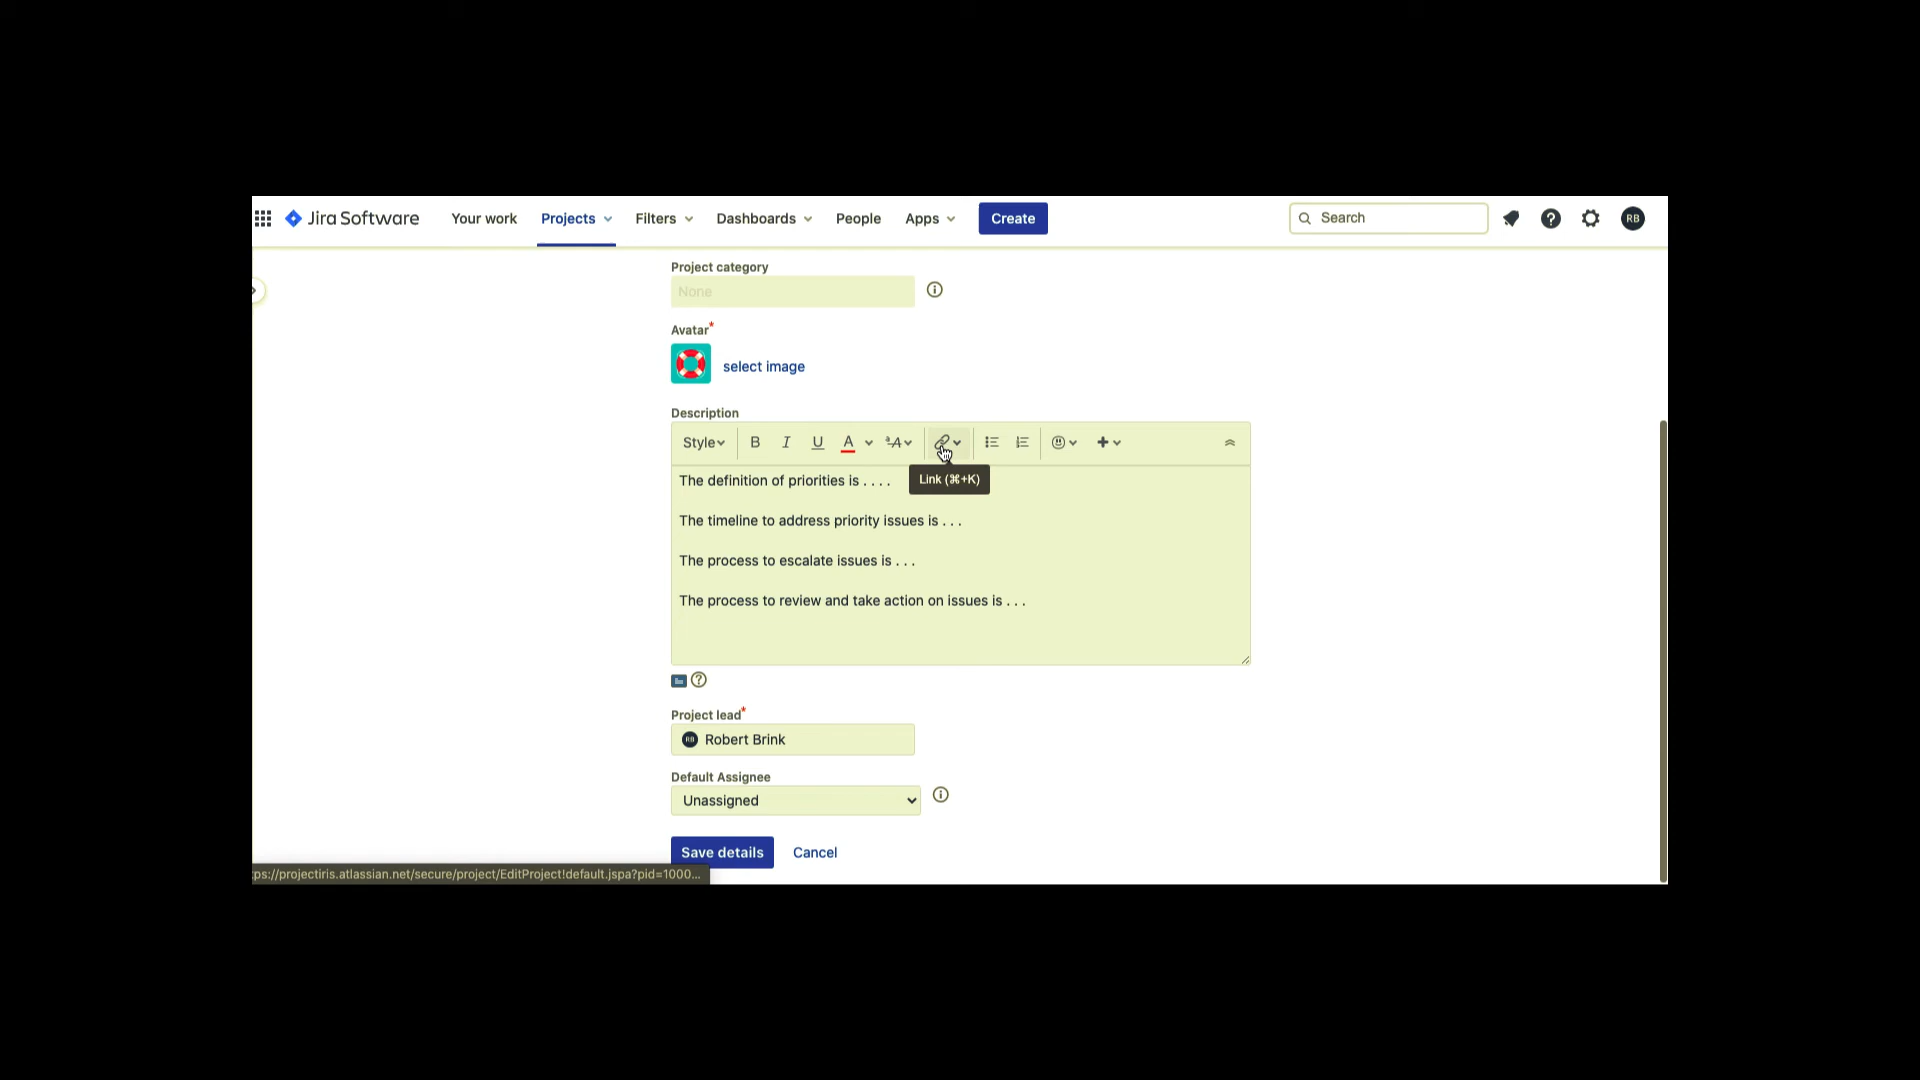 Jira Software Your work Projects Filters Dashboards People Apps Create Search RB
Project category
None
Avatar*
select image
Description
Style B I U A ªA
Link (⌘+K)
The definition of priorities is . . . .
The timeline to address priority issues is . . .
The process to escalate issues is . . .
The process to review and take action on issues is . . .
Project lead*
RB Robert Brink
Default Assignee
Unassigned
Save details Cancel
ps://projectiris.atlassian.net/secure/project/EditProject!default.jspa?pid=1000...